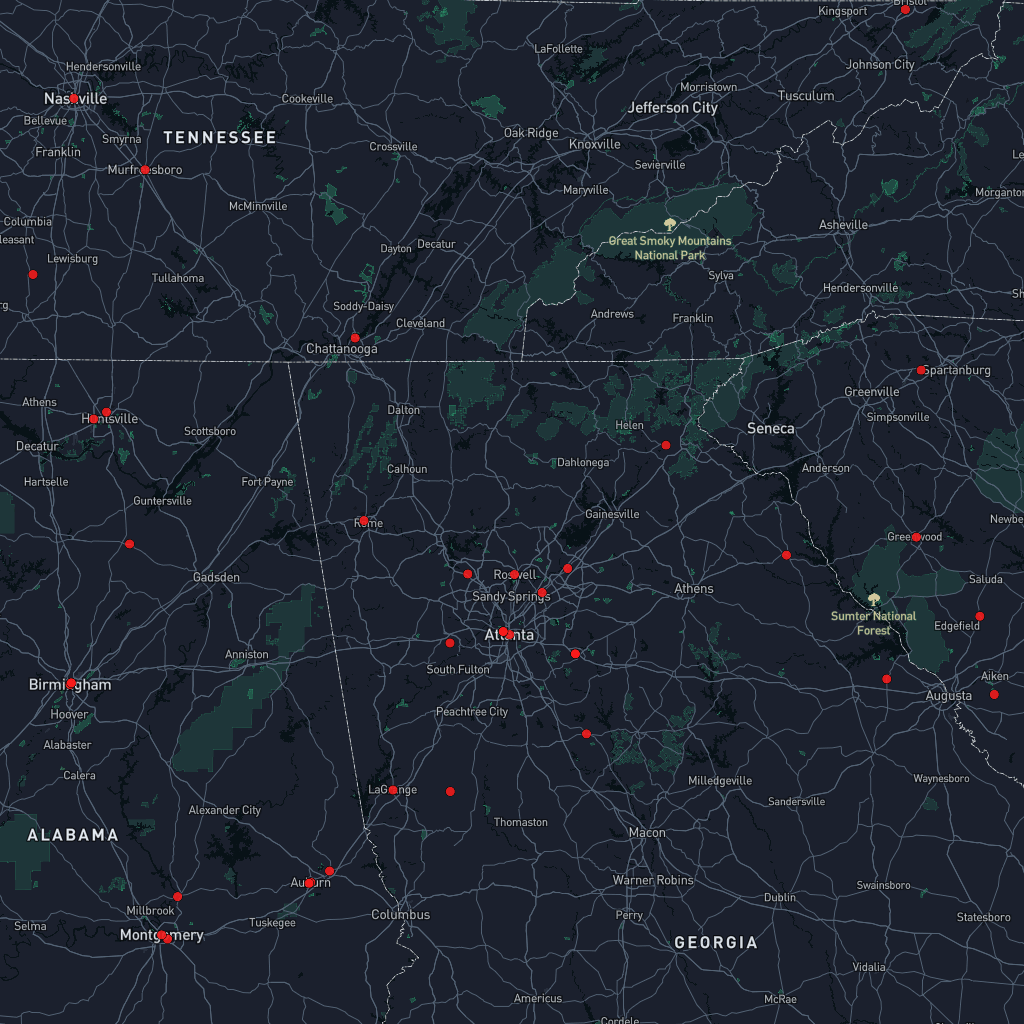 Bristol
Kingsport
LaFollette
Hendersonville
Johnson City
Morristown
Tusculum
Nashville
Cookeville
Jefferson City
Bellevue
TENNESSEE
Smyrna
Oak Ridge
Knoxville
Crossville
Franklin
Sevierville
Murfreesboro
Maryville
Morganton
McMinnville
Columbia
Asheville
Dayton
Decatur
Great Smoky Mountains
National Park
Lewisburg
Tullahoma
Sylva
Hendersonville
Soddy-Daisy
Andrews
Franklin
Cleveland
Chattanooga
Spartanburg
Greenville
Athens
Dalton
Simpsonville
Huntsville
Helen
Seneca
Scottsboro
Decatur
Dahlonega
Calhoun
Anderson
Hartselle
Fort Payne
Guntersville
Gainesville
Rome
Greenwood
Roswell
Gadsden
Athens
Saluda
Sandy Springs
Sumter National
Forest
Edgefield
Atlanta
Anniston
South Fulton
Aiken
Birmingham
Augusta
Hoover
Peachtree City
Alabaster
Calera
Milledgeville
Waynesboro
LaGrange
Sandersville
Alexander City
Thomaston
ALABAMA
Macon
Auburn
Warner Robins
Swainsboro
Dublin
Millbrook
Columbus
Perry
Statesboro
Selma
Tuskegee
Montgomery
GEORGIA
Vidalia
Americus
McRae
Cordele